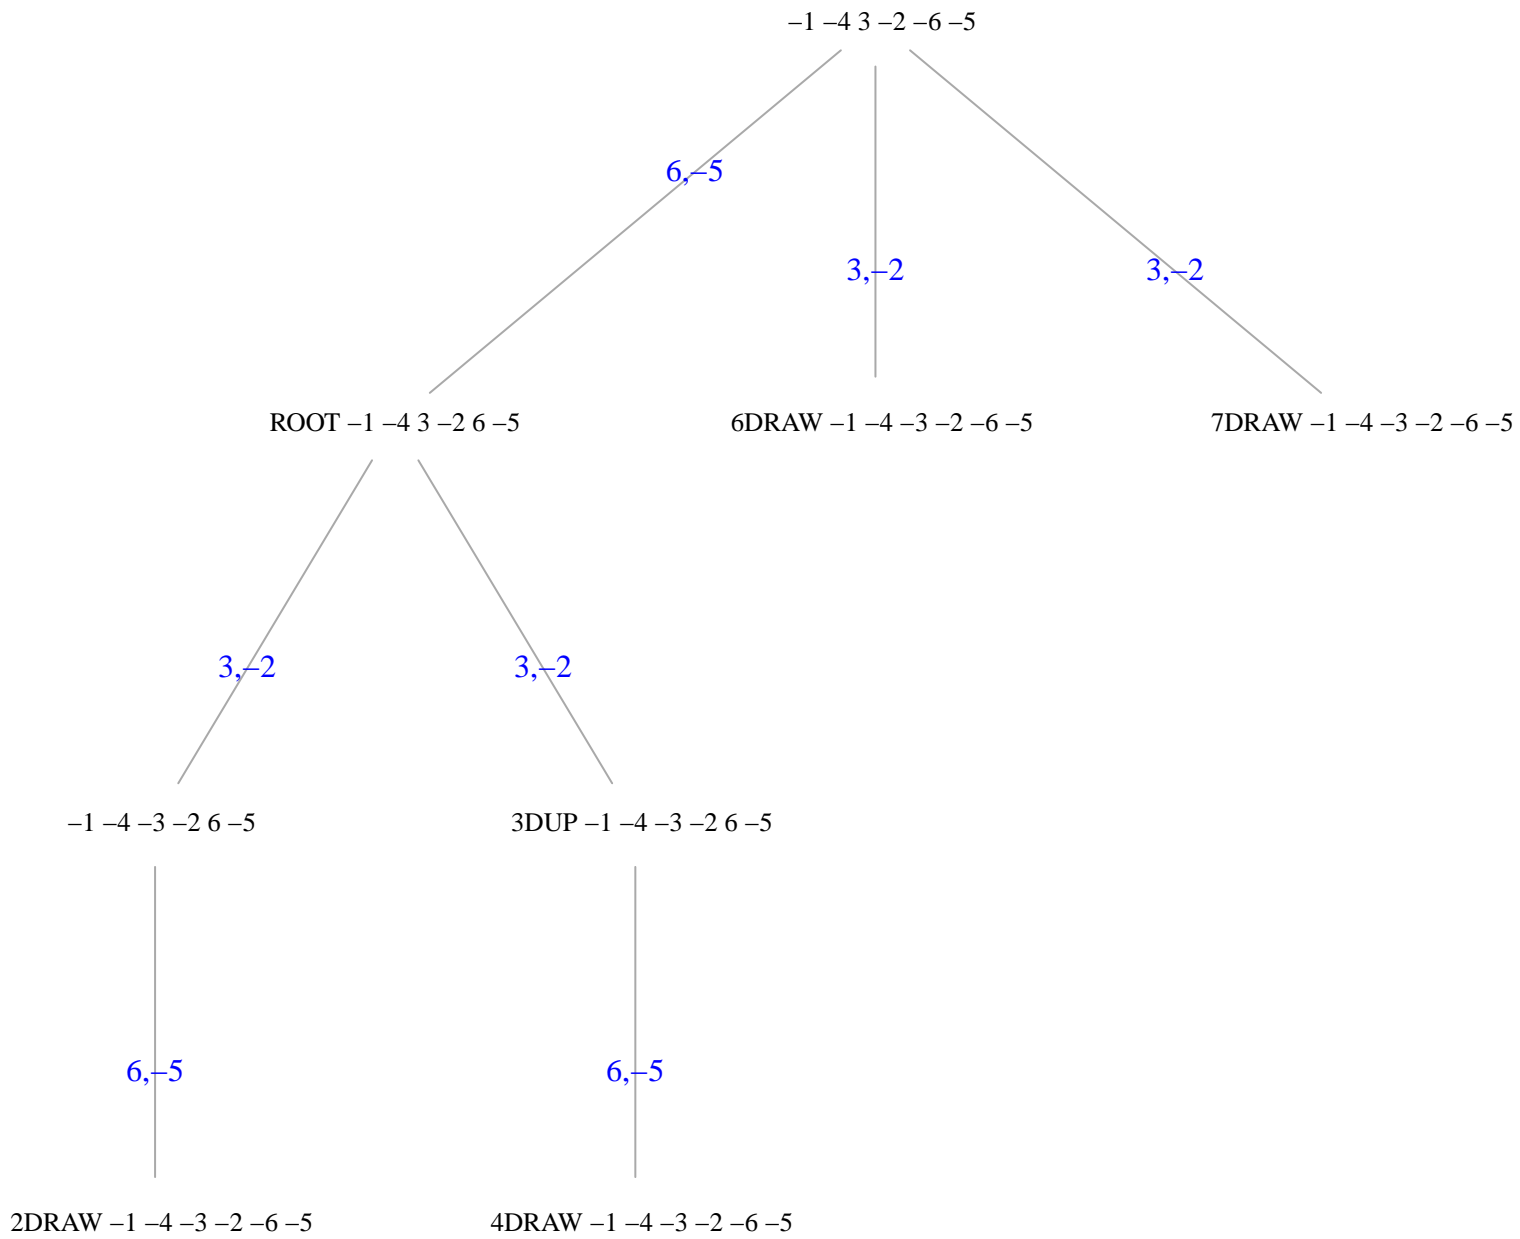 –1 –4 3 –2 –6 –5
6,–5
3,–2
3,–2
ROOT –1 –4 3 –2 6 –5
6DRAW –1 –4 –3 –2 –6 –5
7DRAW –1 –4 –3 –2 –6 –5
3,–2
3,–2
–1 –4 –3 –2 6 –5
3DUP –1 –4 –3 –2 6 –5
6,–5
6,–5
2DRAW –1 –4 –3 –2 –6 –5
4DRAW –1 –4 –3 –2 –6 –5